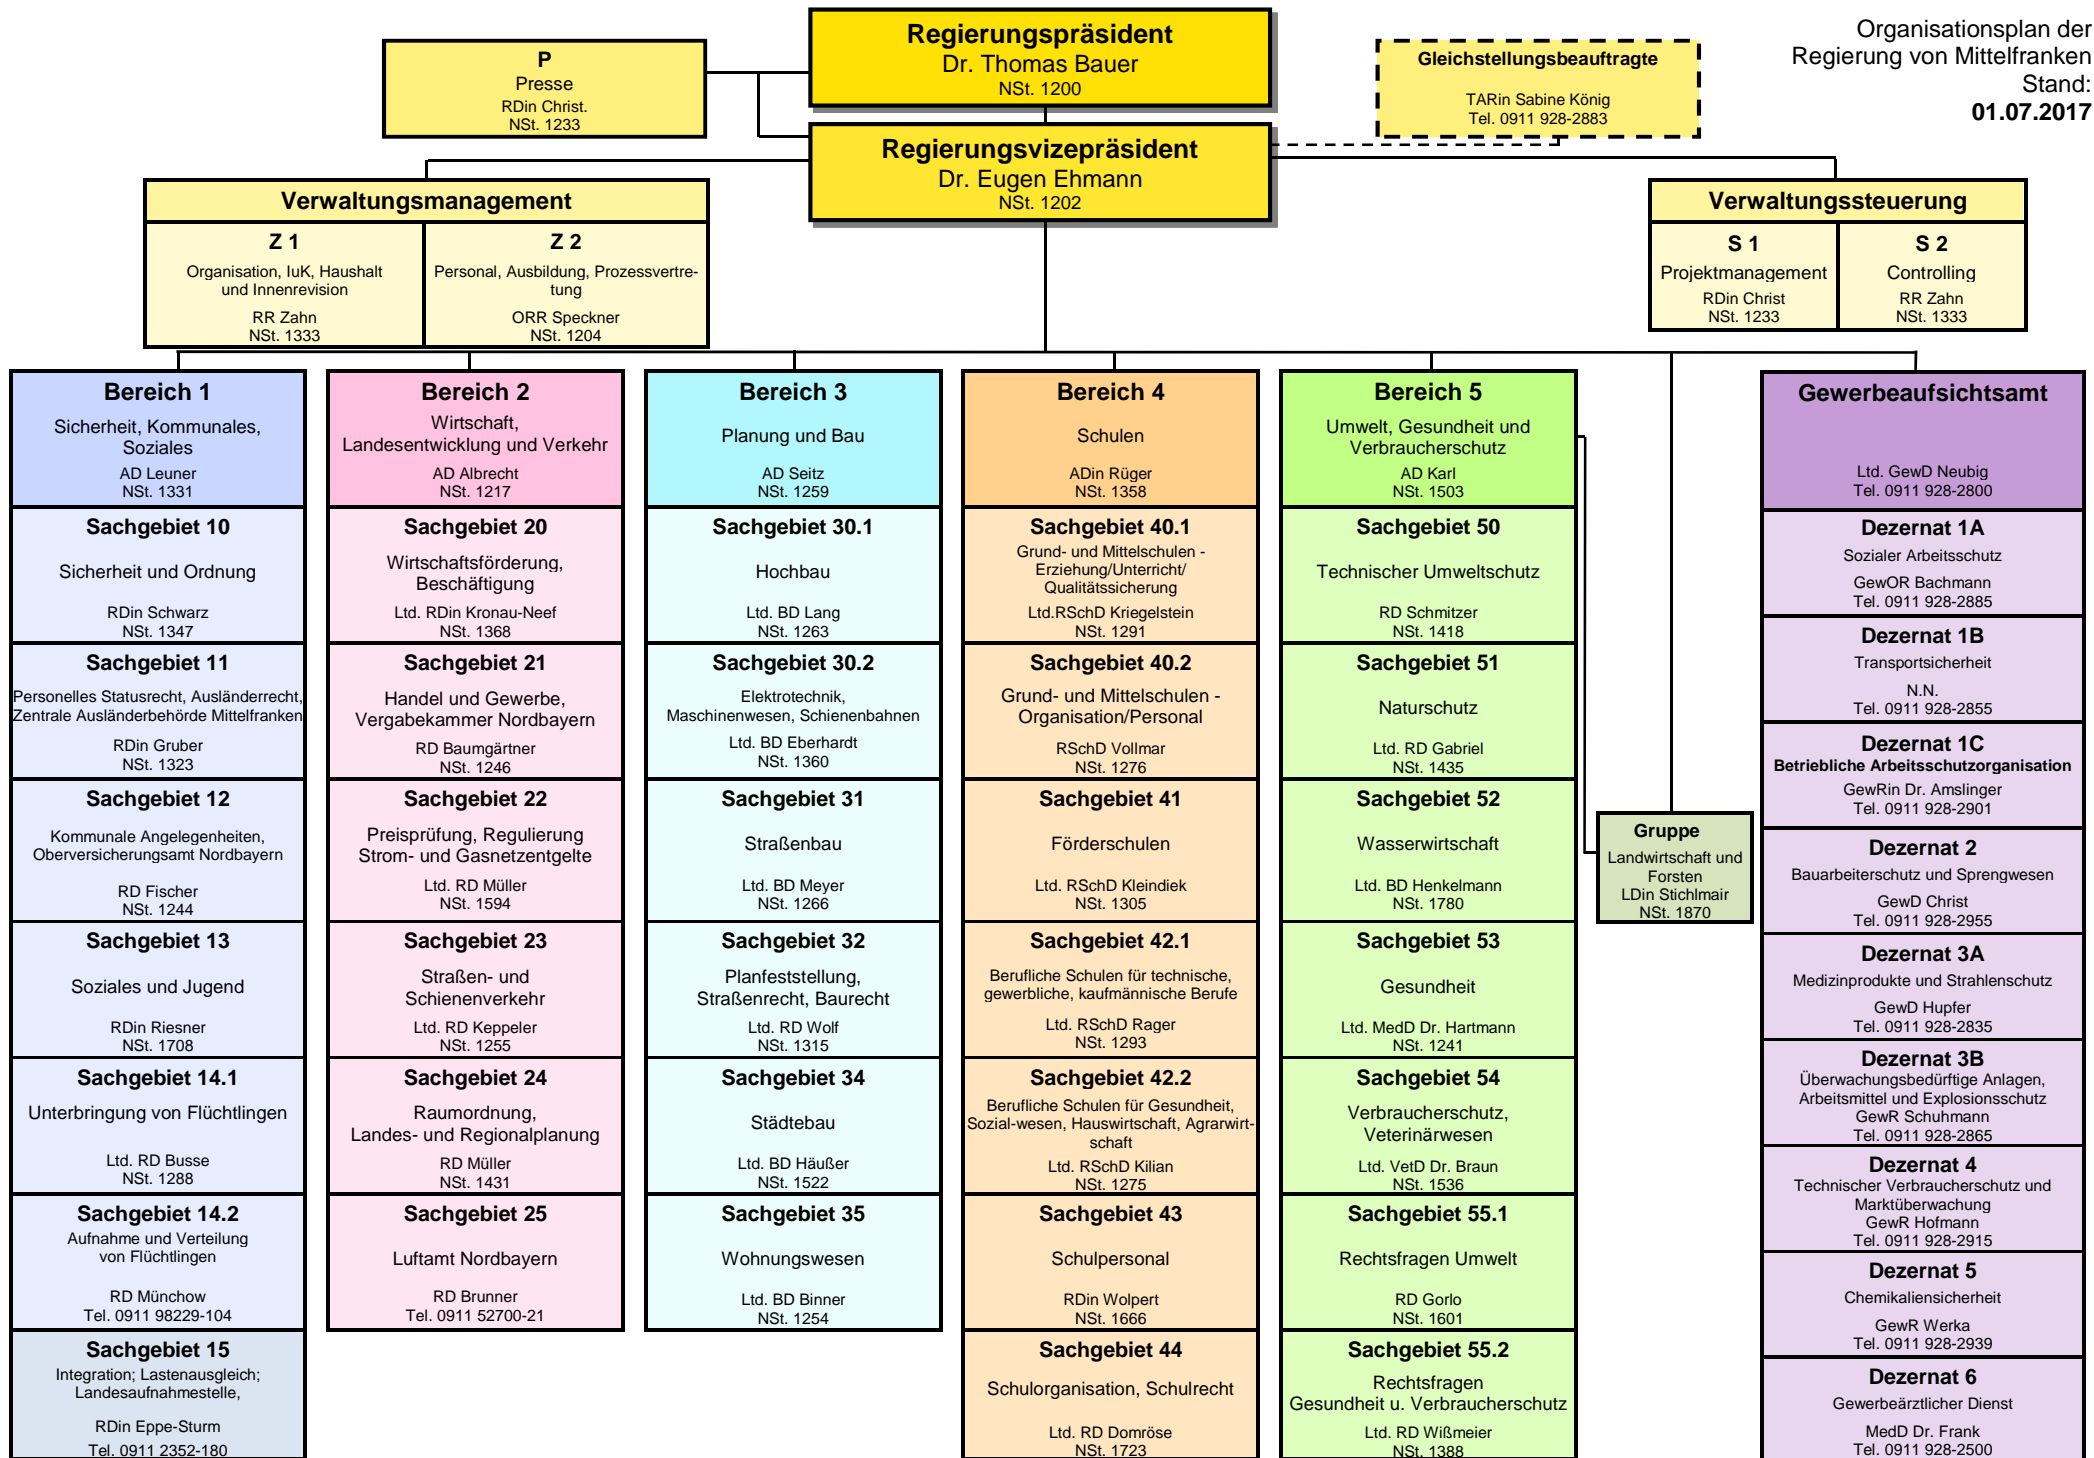 Organisationsplan der
Regierung von Mittelfranken
Stand:
01.07.2017
Regierungspräsident
Dr. Thomas Bauer
NSt. 1200
P
Presse
RDin Christ.
NSt. 1233
Gleichstellungsbeauftragte
TARin Sabine König
Tel. 0911 928-2883
Regierungsvizepräsident
Dr. Eugen Ehmann
NSt. 1202
Verwaltungsmanagement
Z 1
Organisation, IuK, Haushalt
und Innenrevision
RR Zahn
NSt. 1333
Z 2
Personal, Ausbildung, Prozessvertre-
tung
ORR Speckner
NSt. 1204
Verwaltungssteuerung
S 1
Projektmanagement
RDin Christ
NSt. 1233
S 2
Controlling
RR Zahn
NSt. 1333
Bereich 1
Sicherheit, Kommunales,
Soziales
AD Leuner
NSt. 1331
Sachgebiet 10
Sicherheit und Ordnung
RDin Schwarz
NSt. 1347
Sachgebiet 11
Personelles Statusrecht, Ausländerrecht,
Zentrale Ausländerbehörde Mittelfranken
RDin Gruber
NSt. 1323
Sachgebiet 12
Kommunale Angelegenheiten,
Oberversicherungsamt Nordbayern
RD Fischer
NSt. 1244
Sachgebiet 13
Soziales und Jugend
RDin Riesner
NSt. 1708
Sachgebiet 14.1
Unterbringung von Flüchtlingen
Ltd. RD Busse
NSt. 1288
Sachgebiet 14.2
Aufnahme und Verteilung
von Flüchtlingen
RD Münchow
Tel. 0911 98229-104
Sachgebiet 15
Integration; Lastenausgleich;
Landesaufnahmestelle,
RDin Eppe-Sturm
Tel. 0911 2352-180
Bereich 2
Wirtschaft,
Landesentwicklung und Verkehr
AD Albrecht
NSt. 1217
Sachgebiet 20
Wirtschaftsförderung,
Beschäftigung
Ltd. RDin Kronau-Neef
NSt. 1368
Sachgebiet 21
Handel und Gewerbe,
Vergabekammer Nordbayern
RD Baumgärtner
NSt. 1246
Sachgebiet 22
Preisprüfung, Regulierung
Strom- und Gasnetzentgelte
Ltd. RD Müller
NSt. 1594
Sachgebiet 23
Straßen- und
Schienenverkehr
Ltd. RD Keppeler
NSt. 1255
Sachgebiet 24
Raumordnung,
Landes- und Regionalplanung
RD Müller
NSt. 1431
Sachgebiet 25
Luftamt Nordbayern
RD Brunner
Tel. 0911 52700-21
Bereich 3
Planung und Bau
AD Seitz
NSt. 1259
Sachgebiet 30.1
Hochbau
Ltd. BD Lang
NSt. 1263
Sachgebiet 30.2
Elektrotechnik,
Maschinenwesen, Schienenbahnen
Ltd. BD Eberhardt
NSt. 1360
Sachgebiet 31
Straßenbau
Ltd. BD Meyer
NSt. 1266
Sachgebiet 32
Planfeststellung,
Straßenrecht, Baurecht
Ltd. RD Wolf
NSt. 1315
Sachgebiet 34
Städtebau
Ltd. BD Häußer
NSt. 1522
Sachgebiet 35
Wohnungswesen
Ltd. BD Binner
NSt. 1254
Bereich 4
Schulen
ADin Rüger
NSt. 1358
Sachgebiet 40.1
Grund- und Mittelschulen -
Erziehung/Unterricht/
Qualitätssicherung
Ltd.RSchD Kriegelstein
NSt. 1291
Sachgebiet 40.2
Grund- und Mittelschulen -
Organisation/Personal
RSchD Vollmar
NSt. 1276
Sachgebiet 41
Förderschulen
Ltd. RSchD Kleindiek
NSt. 1305
Sachgebiet 42.1
Berufliche Schulen für technische,
gewerbliche, kaufmännische Berufe
Ltd. RSchD Rager
NSt. 1293
Sachgebiet 42.2
Berufliche Schulen für Gesundheit,
Sozial-wesen, Hauswirtschaft, Agrarwirt-
schaft
Ltd. RSchD Kilian
NSt. 1275
Sachgebiet 43
Schulpersonal
RDin Wolpert
NSt. 1666
Sachgebiet 44
Schulorganisation, Schulrecht
Ltd. RD Domröse
NSt. 1723
Bereich 5
Umwelt, Gesundheit und
Verbraucherschutz
AD Karl
NSt. 1503
Sachgebiet 50
Technischer Umweltschutz
RD Schmitzer
NSt. 1418
Sachgebiet 51
Naturschutz
Ltd. RD Gabriel
NSt. 1435
Sachgebiet 52
Wasserwirtschaft
Ltd. BD Henkelmann
NSt. 1780
Sachgebiet 53
Gesundheit
Ltd. MedD Dr. Hartmann
NSt. 1241
Sachgebiet 54
Verbraucherschutz,
Veterinärwesen
Ltd. VetD Dr. Braun
NSt. 1536
Sachgebiet 55.1
Rechtsfragen Umwelt
RD Gorlo
NSt. 1601
Sachgebiet 55.2
Rechtsfragen
Gesundheit u. Verbraucherschutz
Ltd. RD Wißmeier
NSt. 1388
Gruppe
Landwirtschaft und
Forsten
LDin Stichlmair
NSt. 1870
Gewerbeaufsichtsamt
Ltd. GewD Neubig
Tel. 0911 928-2800
Dezernat 1A
Sozialer Arbeitsschutz
GewOR Bachmann
Tel. 0911 928-2885
Dezernat 1B
Transportsicherheit
N.N.
Tel. 0911 928-2855
Dezernat 1C
Betriebliche Arbeitsschutzorganisation
GewRin Dr. Amslinger
Tel. 0911 928-2901
Dezernat 2
Bauarbeiterschutz und Sprengwesen
GewD Christ
Tel. 0911 928-2955
Dezernat 3A
Medizinprodukte und Strahlenschutz
GewD Hupfer
Tel. 0911 928-2835
Dezernat 3B
Überwachungsbedürftige Anlagen,
Arbeitsmittel und Explosionsschutz
GewR Schuhmann
Tel. 0911 928-2865
Dezernat 4
Technischer Verbraucherschutz und
Marktüberwachung
GewR Hofmann
Tel. 0911 928-2915
Dezernat 5
Chemikaliensicherheit
GewR Werka
Tel. 0911 928-2939
Dezernat 6
Gewerbeärztlicher Dienst
MedD Dr. Frank
Tel. 0911 928-2500